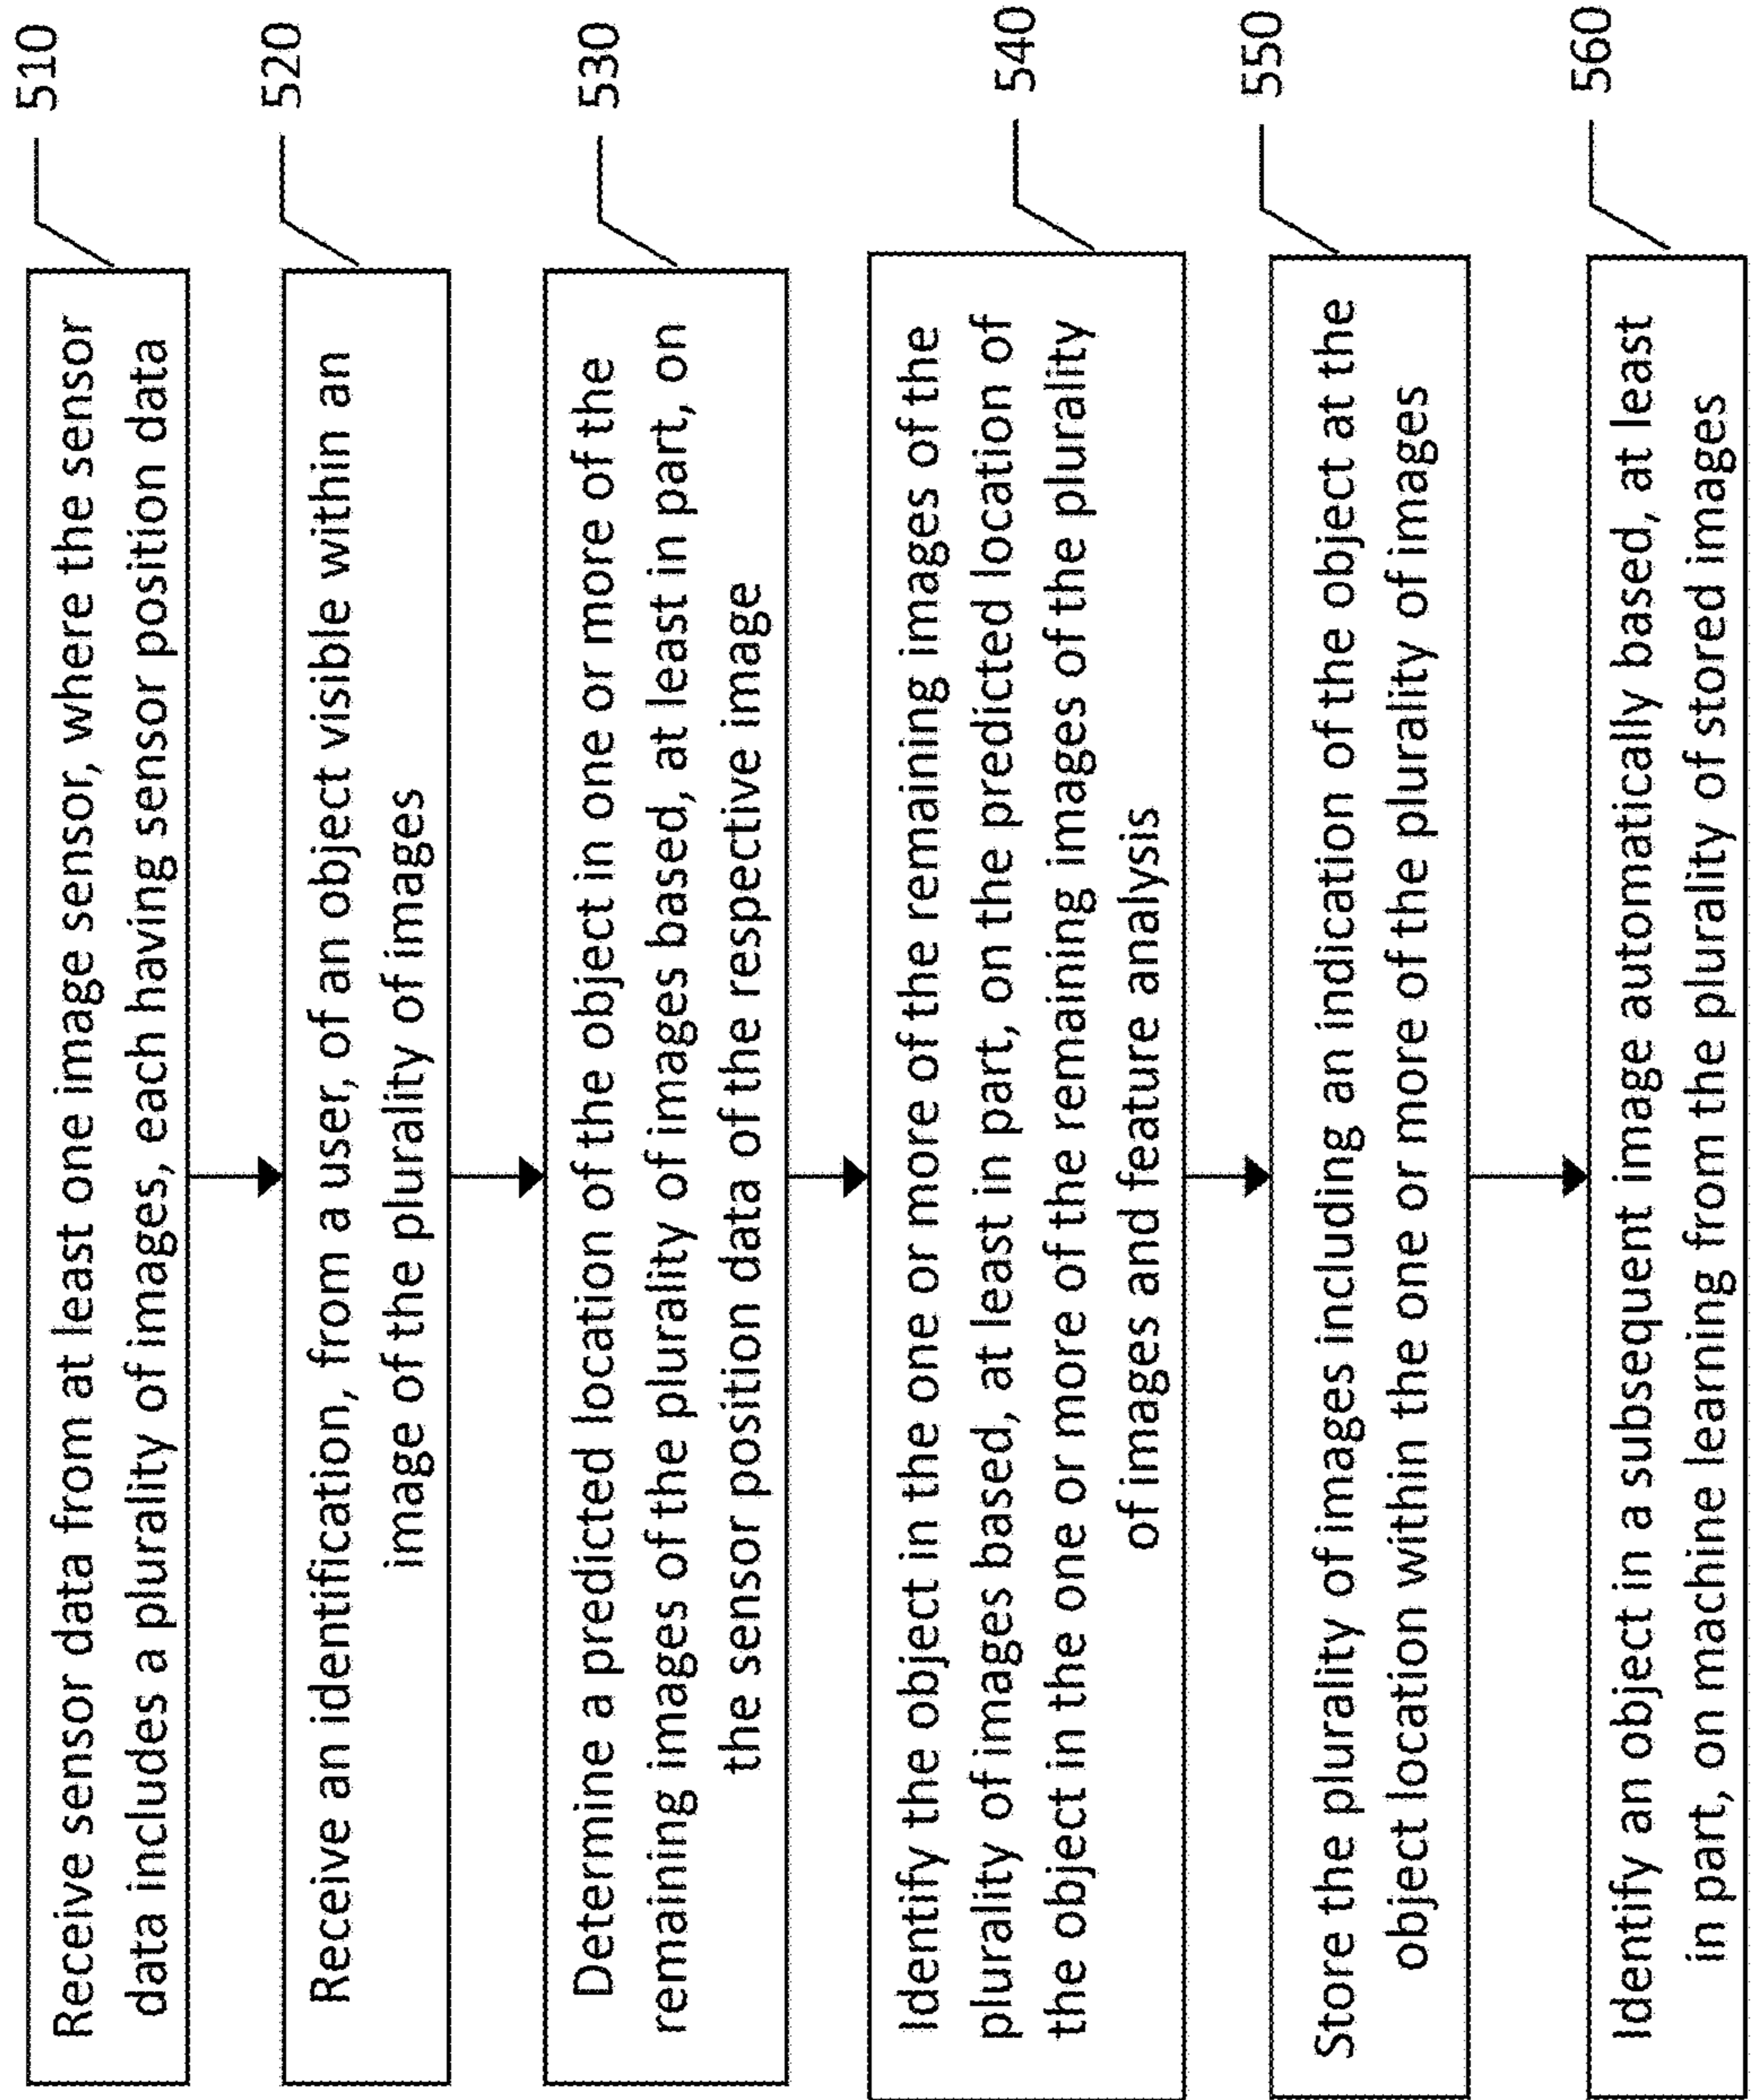 Receive sensor data from at least one image sensor, where the sensor
data includes a plurality of images, each having sensor position data
510
Receive an identification, from a user, of an object visible within an
image of the plurality of images
520
Determine a predicted location of the object in one or more of the
remaining images of the plurality of images based, at least in part, on
the sensor position data of the respective image
530
Identify the object in the one or more of the remaining images of the
plurality of images based, at least in part, on the predicted location of
the object in the one or more of the remaining images of the plurality
of images and feature analysis
540
Store the plurality of images including an indication of the object at the
object location within the one or more of the plurality of images
550
Identify an object in a subsequent image automatically based, at least
in part, on machine learning from the plurality of stored images
560